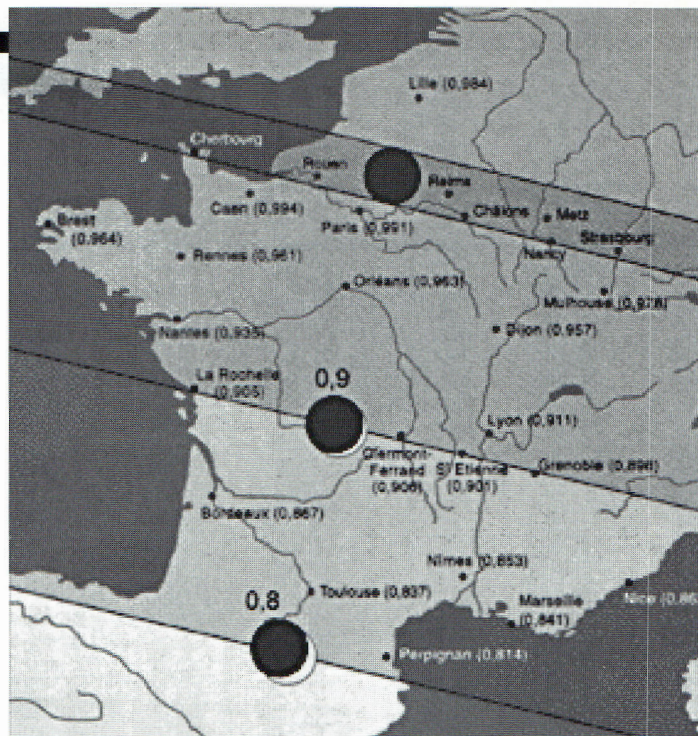 Lille (0,984)
Cherbourg
Rouen
Reims
Caen (0,994)
Paris (0,991)
Châlons
Metz
Nancy
Strasbourg
Brest
(0,964)
Rennes (0,961)
Orléans (0,963)
Mulhouse (0,978)
Nantes (0,935)
Dijon (0,957)
La Rochelle
(0,905)
0,9
Lyon (0,911)
Clermont-
Ferrand
(0,906)
St Etienne
(0,901)
Grenoble (0,896)
Bordeaux (0,867)
Nîmes (0,853)
0,8
Toulouse (0,837)
Marseille
(0,841)
Nice
Perpignan (0,814)